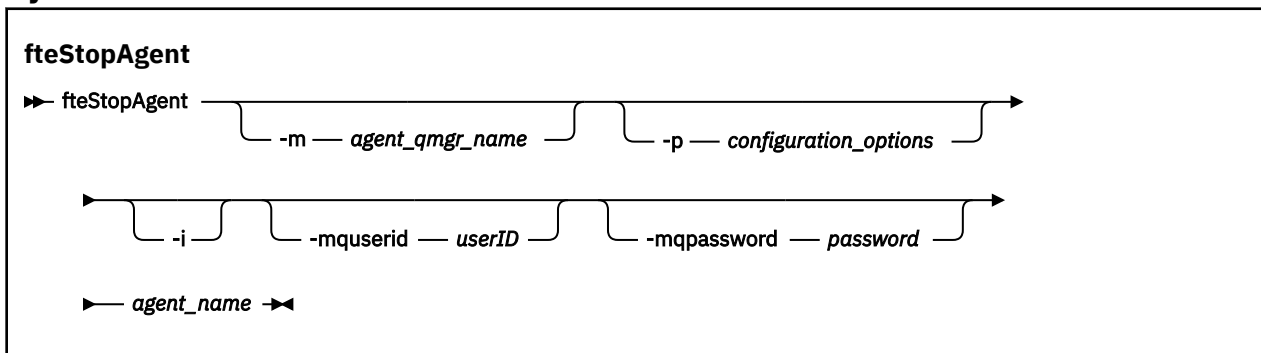 fteStopAgent
fteStopAgent
-m agent_qmgr_name -p configuration_options
-i -mquserid userID -mqpassword password
agent_name